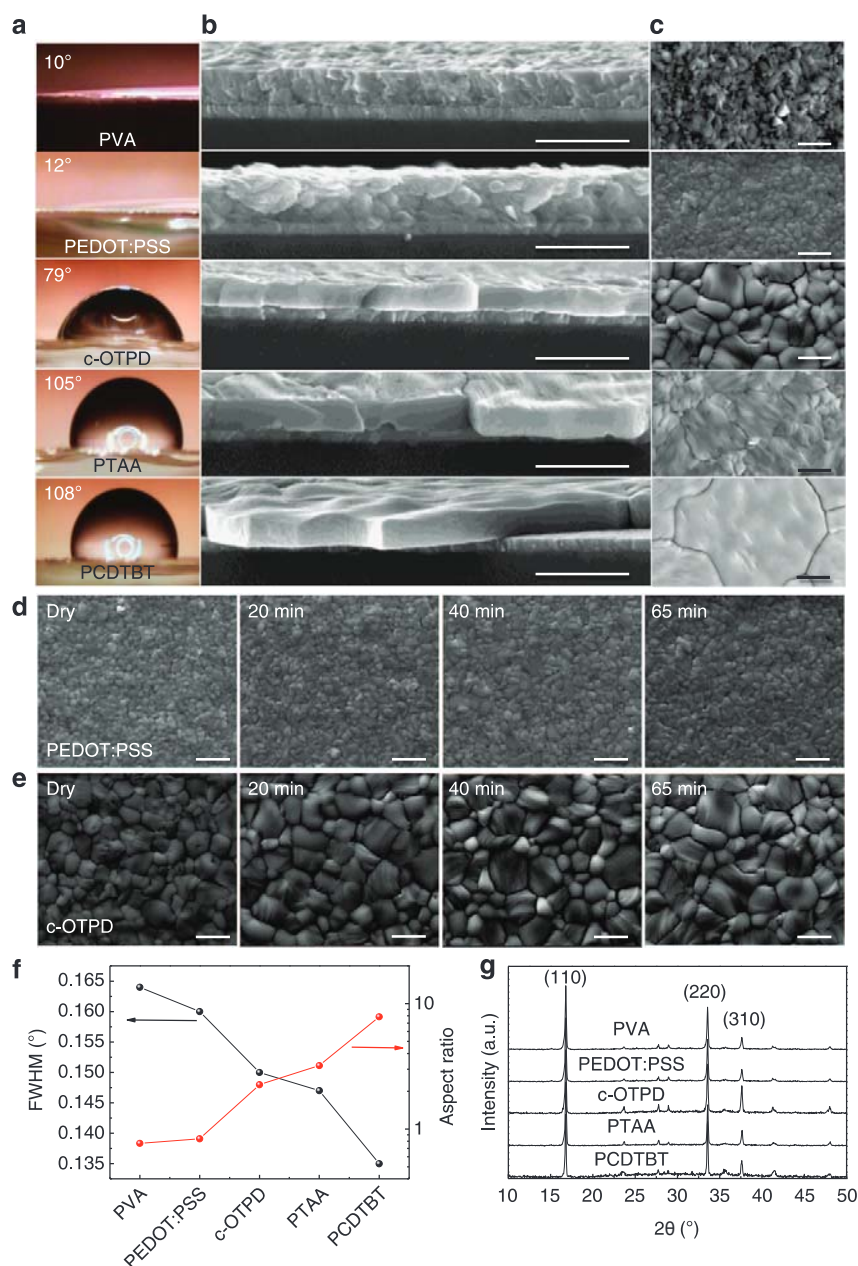 a
b
c
10°
PVA
12°
PEDOT:PSS
79°
c-OTPD
105°
PTAA
108°
PCDTBT
d
Dry
20 min
40 min
65 min
PEDOT:PSS
e
Dry
20 min
40 min
65 min
c-OTPD
f
0.165
0.160
0.155
0.150
0.145
0.140
0.135
FWHM (°)
10
1
Aspect ratio
PVA
PEDOT:PSS
c-OTPD
PTAA
PCDTBT
g
(110)
(220)
(310)
PVA
PEDOT:PSS
c-OTPD
PTAA
PCDTBT
Intensity (a.u.)
10 15 20 25 30 35 40 45 50
2θ (°)